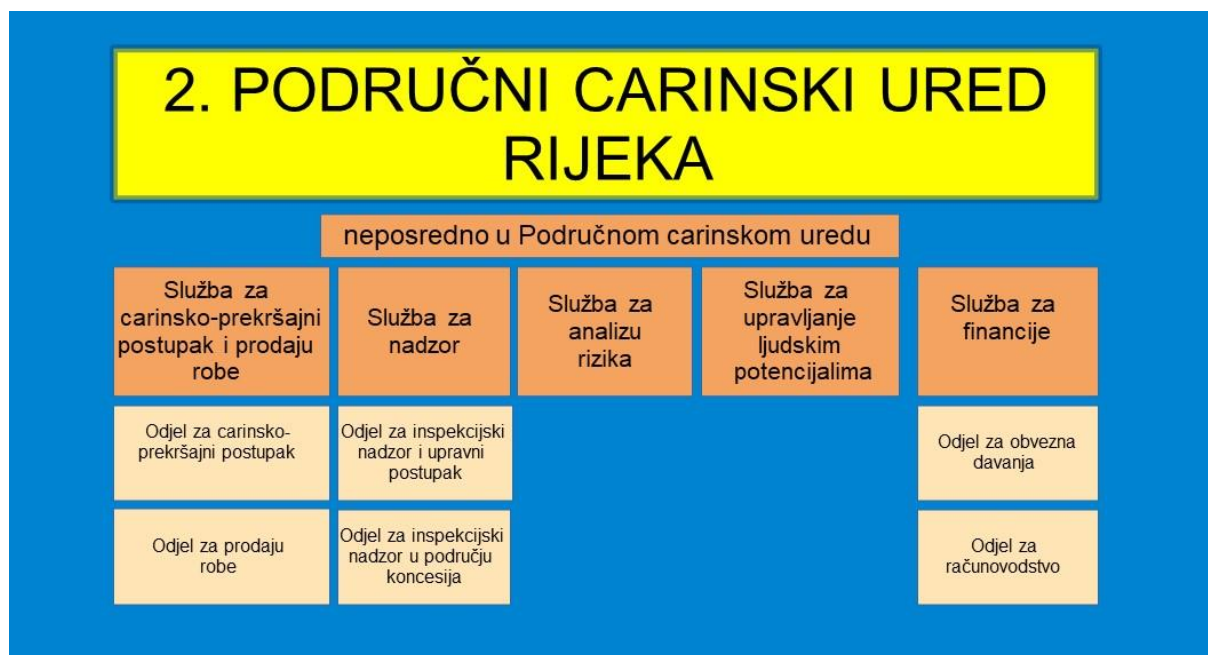 2. PODRUČNI CARINSKI URED
RIJEKA
neposredno u Područnom carinskom uredu
Služba za
carinsko-prekršajni
postupak i prodaju
robe
Služba za
nadzor
Služba za
analizu
rizika
Služba za
upravljanje
ljudskim
potencijalima
Služba za
financije
Odjel za carinsko-
prekršajni postupak
Odjel za inspekcijski
nadzor i upravni
postupak
Odjel za obvezna
davanja
Odjel za prodaju
robe
Odjel za inspekcijski
nadzor u području
koncesija
Odjel za
računovodstvo